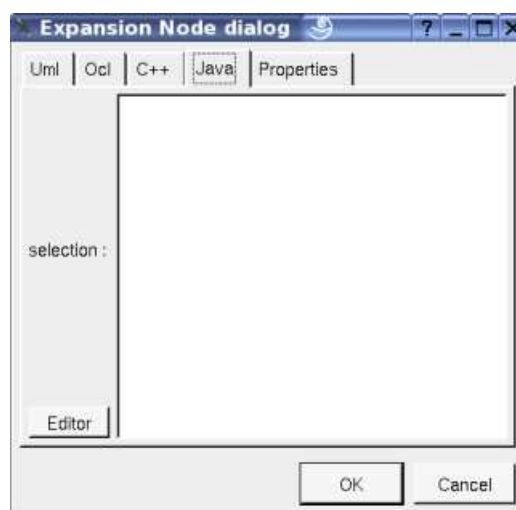 Expansion Node dialog
Uml Ocl C++ Java Properties
selection :
Editor
OK Cancel